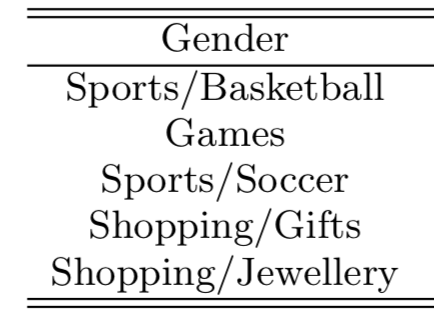 Gender
Sports/Basketball
Games
Sports/Soccer
Shopping/Gifts
Shopping/Jewellery